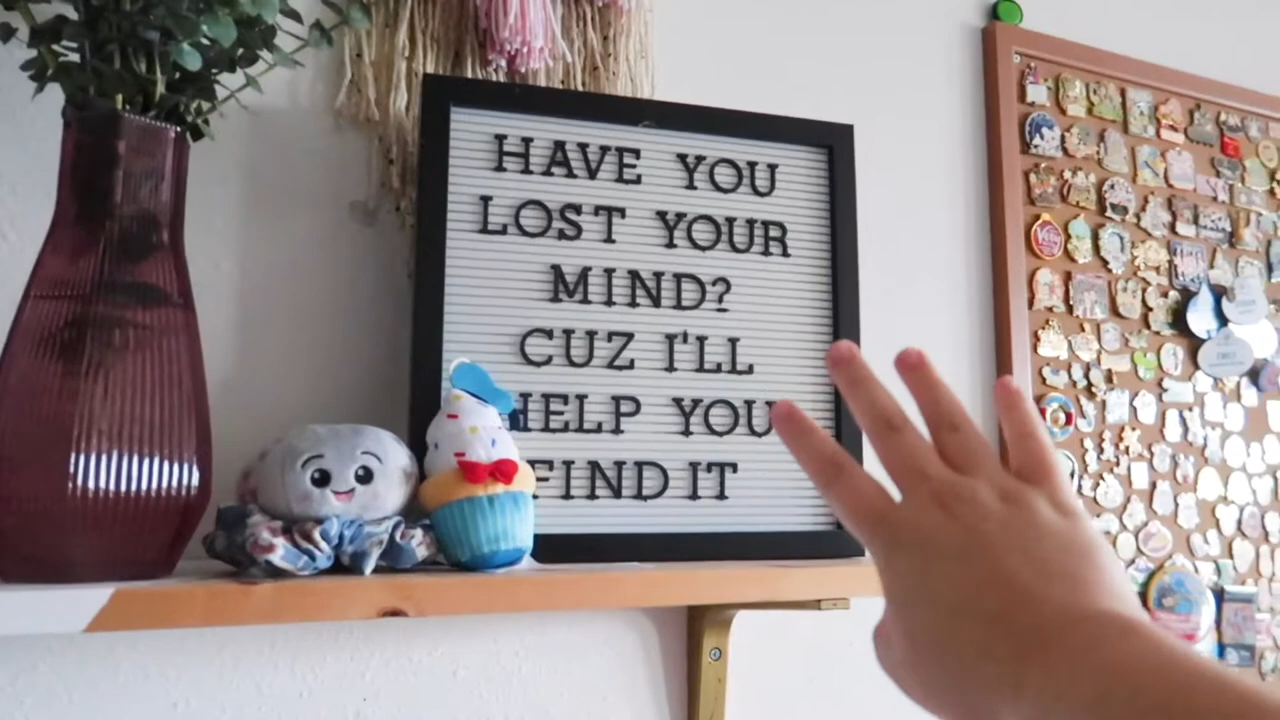 HAVE YOU
LOST YOUR
MIND?
CUZ I'LL
HELP YOU
FIND IT